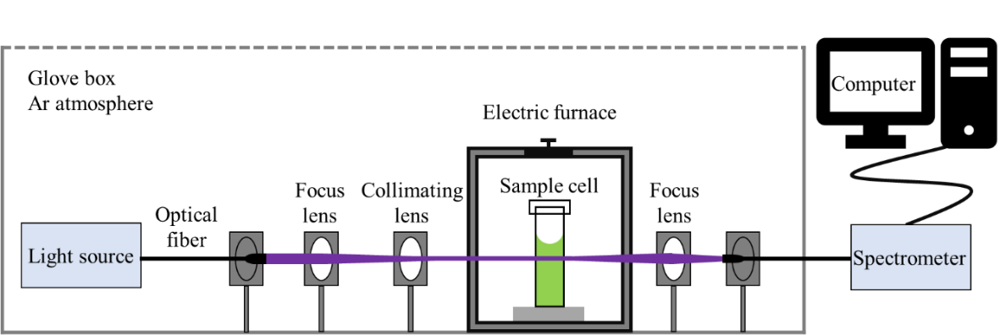 Glove box
Ar atmosphere
Computer
Electric furnace
Sample cell
Focus
lens
Collimating
lens
Focus
lens
Optical
fiber
Light source
Spectrometer